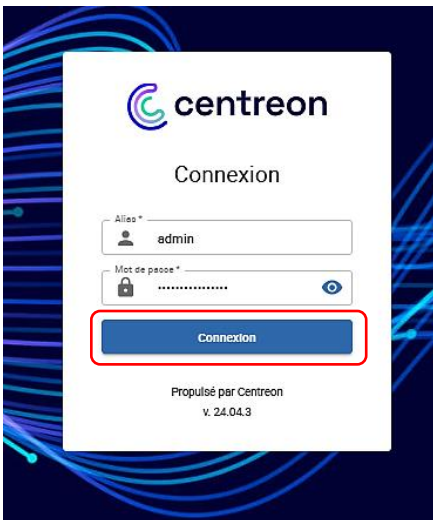 centreon
Connexion
Alias *
admin
Mot de passe *
................
Connexion
Propulsé par Centreon
v. 24.04.3